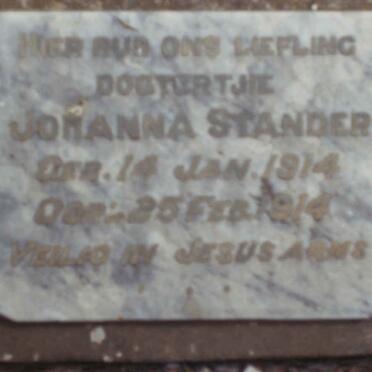 HIER RUS ONS LIEFLING
DOGTERTJIE
JOHANNA STANDER
GEB. 14 JAN. 1914
OORL. 25 FEB. 1914
VEILIG IN JESUS ARMS